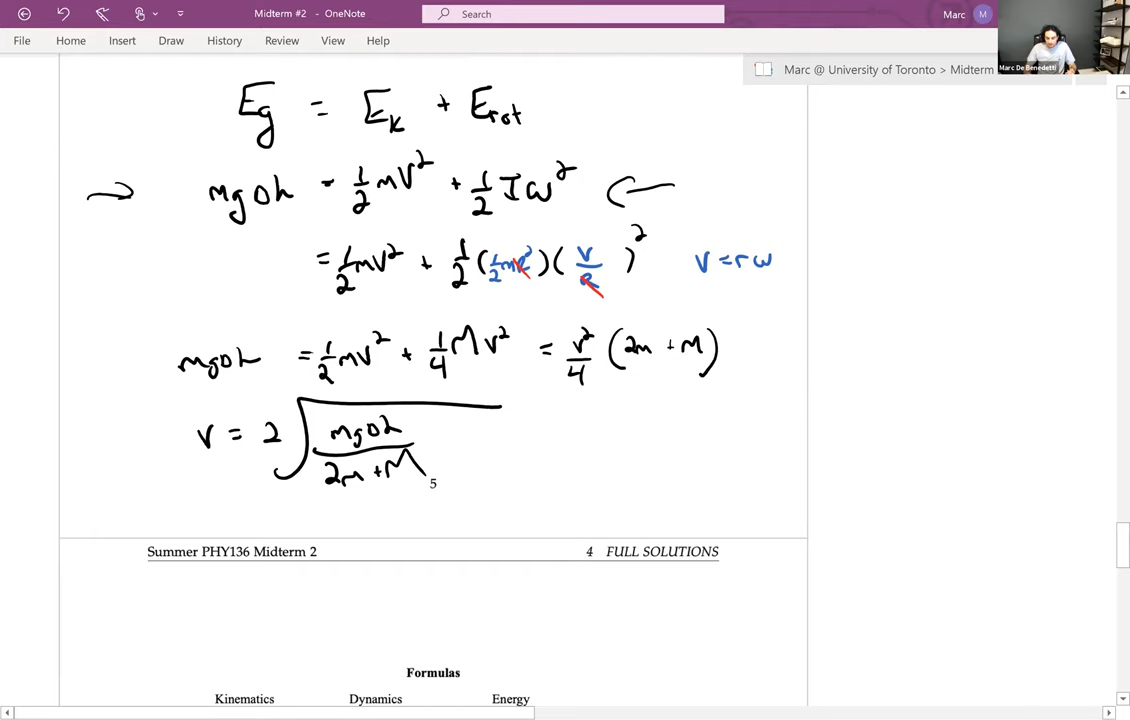 Midterm #2 - OneNote
Search
Marc
M
File Home Insert Draw History Review View Help
Marc De Benedetti
Marc @ University of Toronto > Midterm
Eg = EK + Erot
mgΔh = 1/2 mv² + 1/2 Iω²
= 1/2 mv² + 1/2 (1/2 mR²)(v/R)² v = rω
mgΔh = 1/2 mv² + 1/4 Mv² = v²/4 (2m + M)
v = 2 √(mgΔh / 2m + M)
5
Summer PHY136 Midterm 2 4 FULL SOLUTIONS
Formulas
Kinematics Dynamics Energy